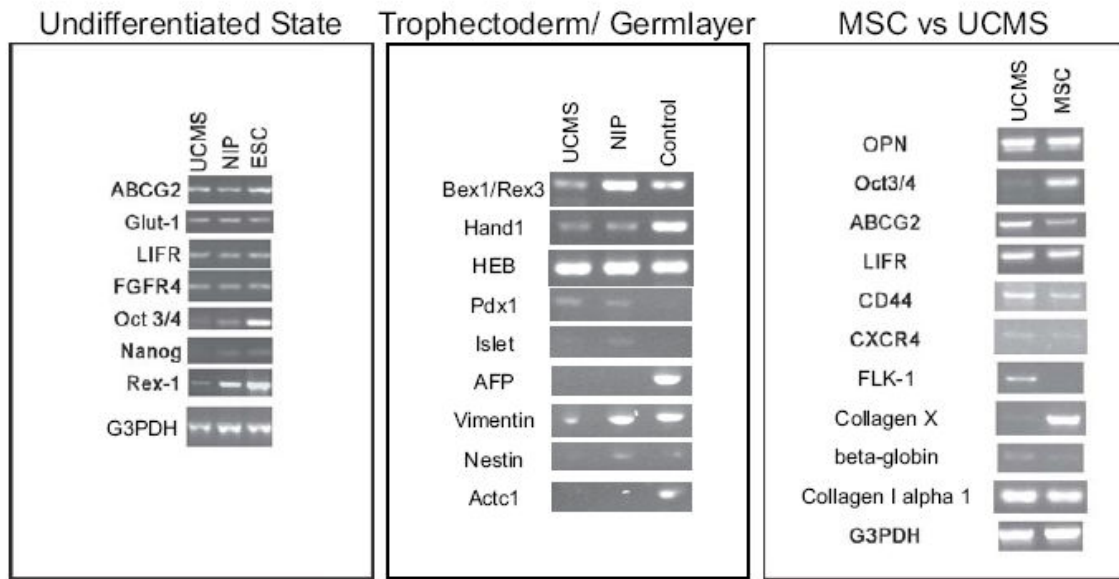 Undifferentiated State
UCMS NIP ESC
ABCG2
Glut-1
LIFR
FGFR4
Oct 3/4
Nanog
Rex-1
G3PDH
Trophectoderm/ Germlayer
UCMS NIP Control
Bex1/Rex3
Hand1
HEB
Pdx1
Islet
AFP
Vimentin
Nestin
Actc1
MSC vs UCMS
UCMS MSC
OPN
Oct3/4
ABCG2
LIFR
CD44
CXCR4
FLK-1
Collagen X
beta-globin
Collagen I alpha 1
G3PDH